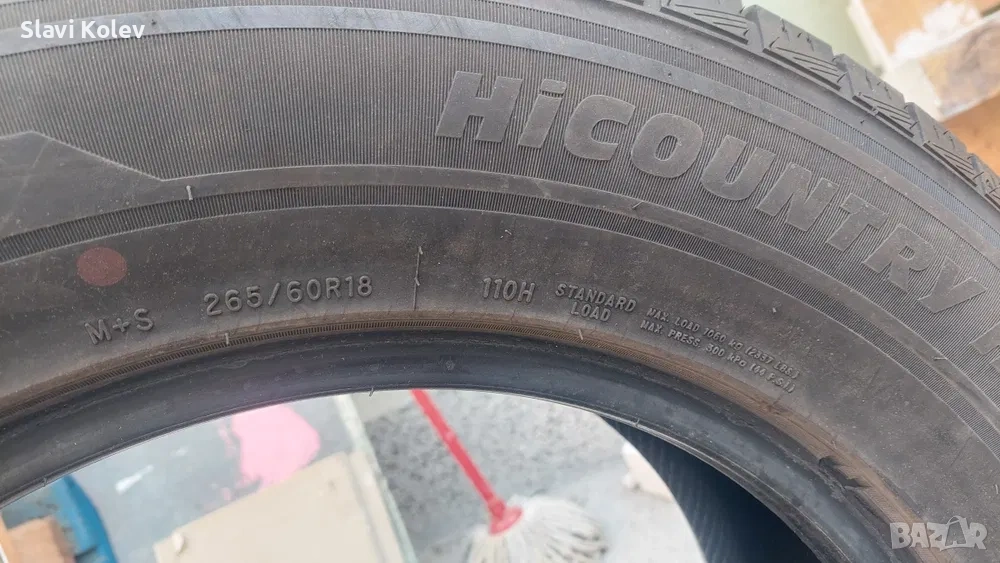 Slavi Kolev
HiCOUNTRY
M+S 265/60R18 110H STANDARD LOAD
MAX. LOAD 1060 KG (2337 LBS)
MAX. PRESS. 300 KPa (44 P.S.I.)
BAZAR